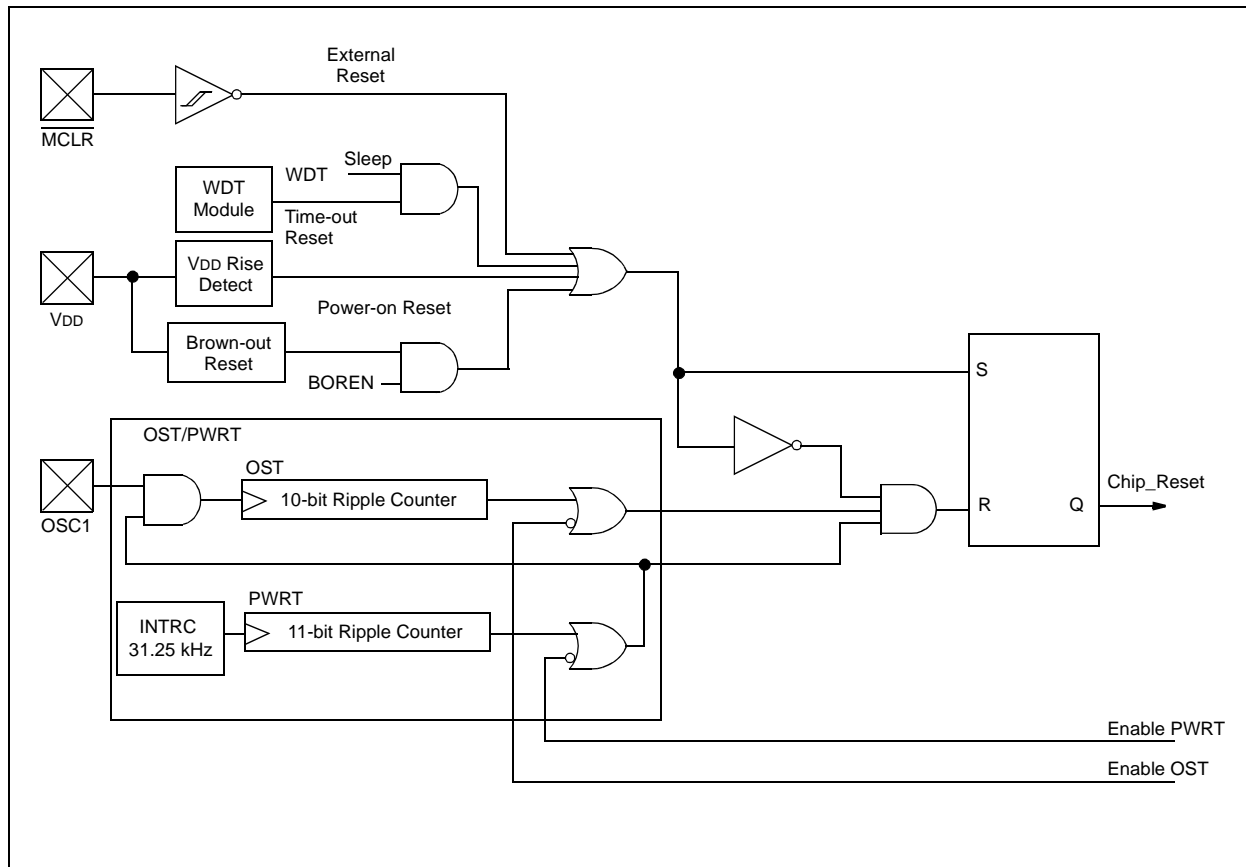 External
Reset
MCLR
Sleep
WDT
WDT
Module
Time-out
Reset
VDD
VDD Rise
Detect
Power-on Reset
Brown-out
Reset
BOREN
S
OST/PWRT
OSC1
OST
10-bit Ripple Counter
Chip_Reset
R
Q
PWRT
INTRC
31.25 kHz
11-bit Ripple Counter
Enable PWRT
Enable OST